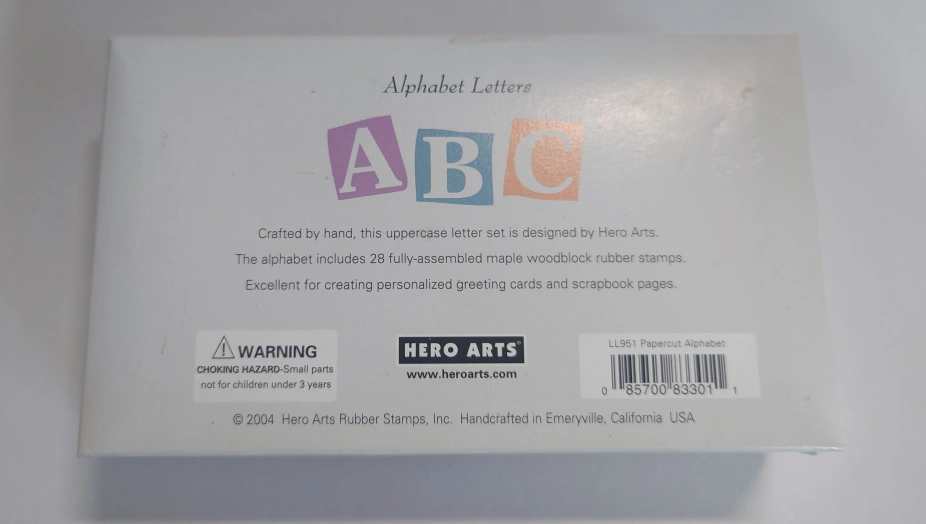 Alphabet Letters
A B C
Crafted by hand, this uppercase letter set is designed by Hero Arts.
The alphabet includes 28 fully-assembled maple woodblock rubber stamps.
Excellent for creating personalized greeting cards and scrapbook pages.
WARNING
CHOKING HAZARD-Small parts
not for children under 3 years
HERO ARTS®
www.heroarts.com
LL951 Papercut Alphabet
0 85700 83301 1
© 2004 Hero Arts Rubber Stamps, Inc. Handcrafted in Emeryville, California USA